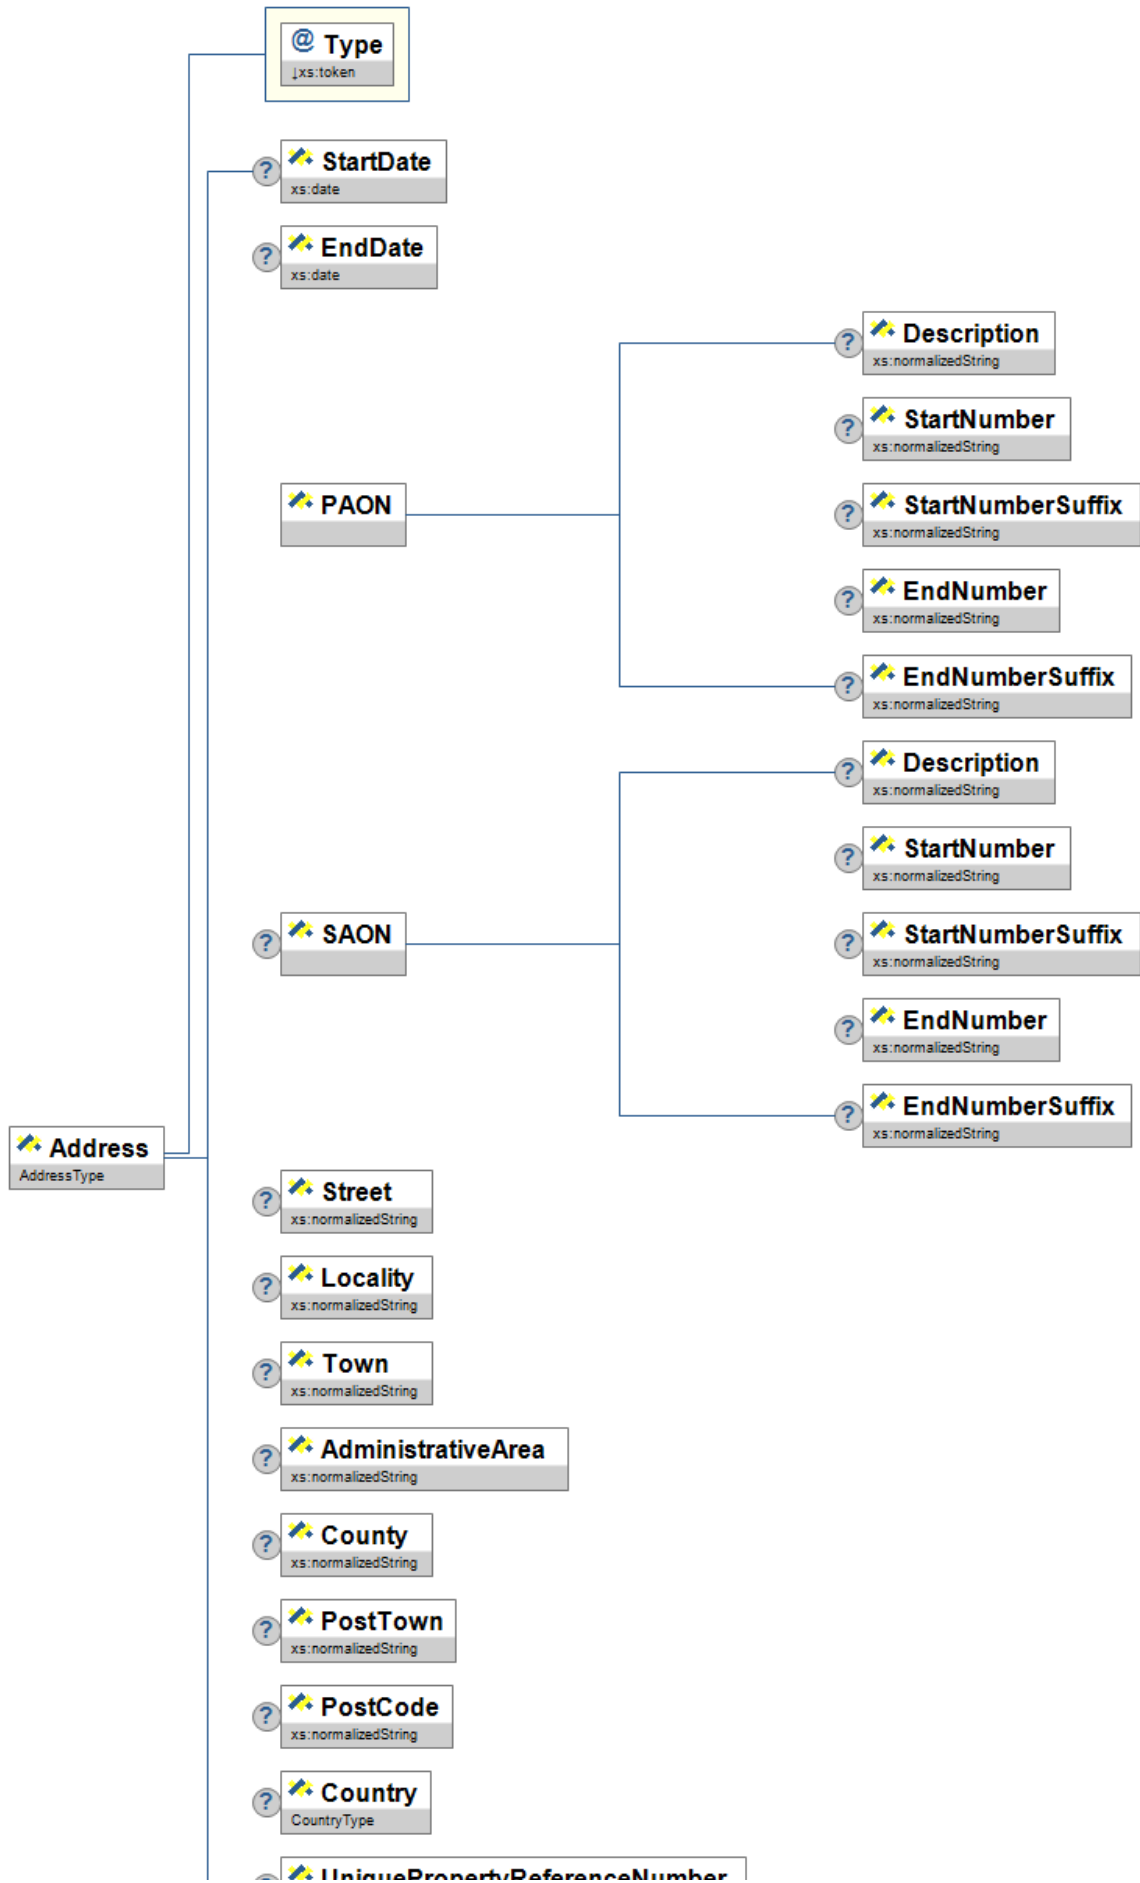 @ Type
↓xs:token
? StartDate
xs:date
? EndDate
xs:date
? Description
xs:normalizedString
? StartNumber
xs:normalizedString
PAON
? StartNumberSuffix
xs:normalizedString
? EndNumber
xs:normalizedString
? EndNumberSuffix
xs:normalizedString
? Description
xs:normalizedString
? StartNumber
xs:normalizedString
? SAON
? StartNumberSuffix
xs:normalizedString
? EndNumber
xs:normalizedString
? EndNumberSuffix
xs:normalizedString
Address
AddressType
? Street
xs:normalizedString
? Locality
xs:normalizedString
? Town
xs:normalizedString
? AdministrativeArea
xs:normalizedString
? County
xs:normalizedString
? PostTown
xs:normalizedString
? PostCode
xs:normalizedString
? Country
CountryType
? UniquePropertyReferenceNumber